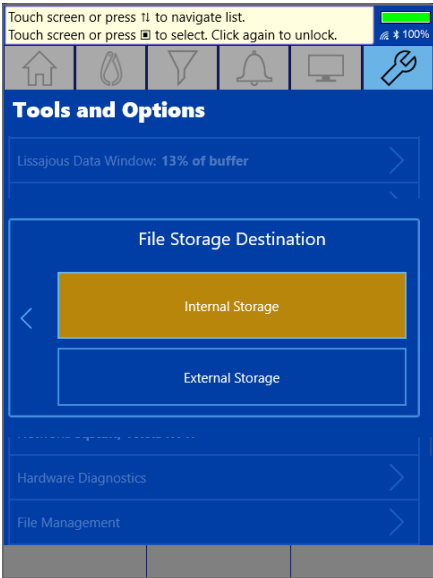 Touch screen or press ⇅ to navigate list.
Touch screen or press ▣ to select. Click again to unlock.
100%
Tools and Options
Lissajous Data Window: 13% of buffer
File Storage Destination
Internal Storage
External Storage
Hardware Diagnostics
File Management